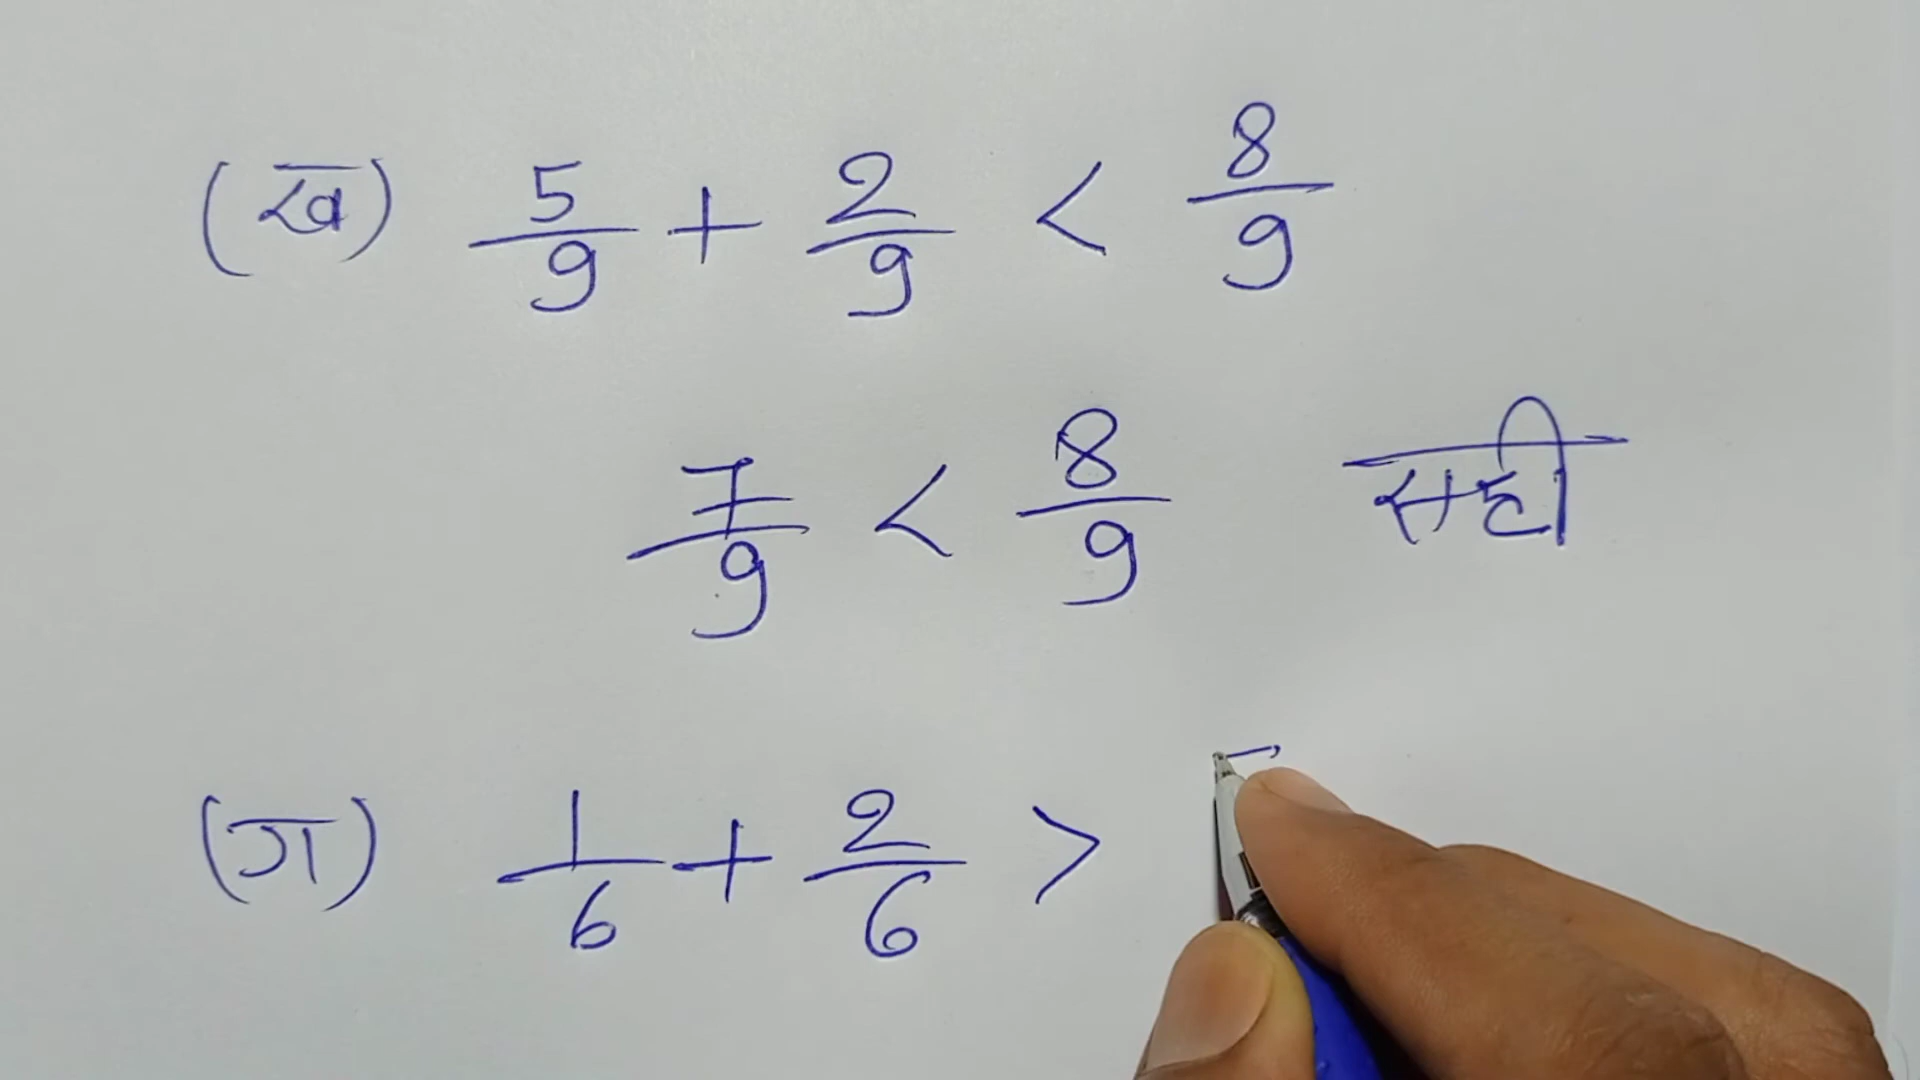 (ख) 5/9 + 2/9 < 8/9
7/9 < 8/9 सही
(ग) 1/6 + 2/6 >